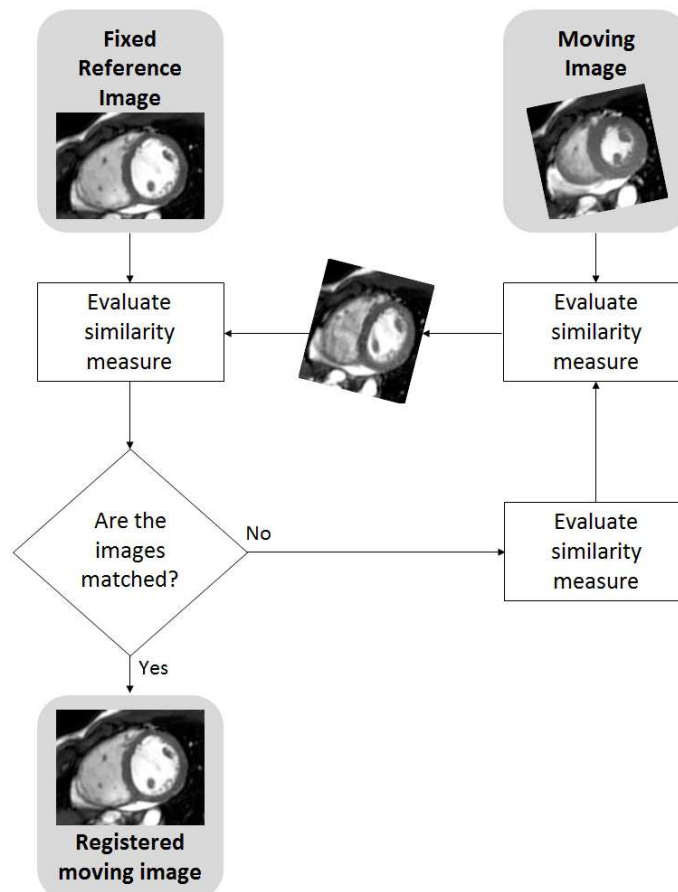 Fixed
Reference
Image
Moving
Image
Evaluate
similarity
measure
Evaluate
similarity
measure
Are the
images
matched?
No
Evaluate
similarity
measure
Yes
Registered
moving image